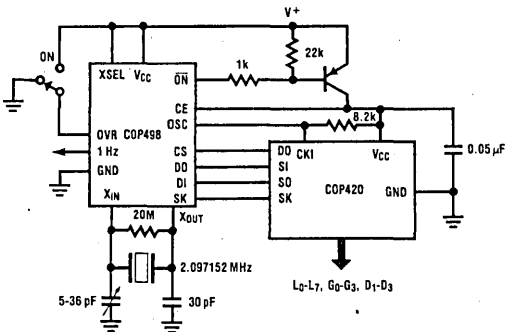 V+
ON
XSEL VCC
ON
1k
22k
CE
OSC
8.2k
OVR COP498
1 Hz
GND
CS
DO
DI
SK
XIN
XOUT
DO
SI
SO
SK
CKI
VCC
COP420
GND
0.05 µF
20M
2.097152 MHz
5-36 pF
30 pF
L0-L7, G0-G3, D1-D3